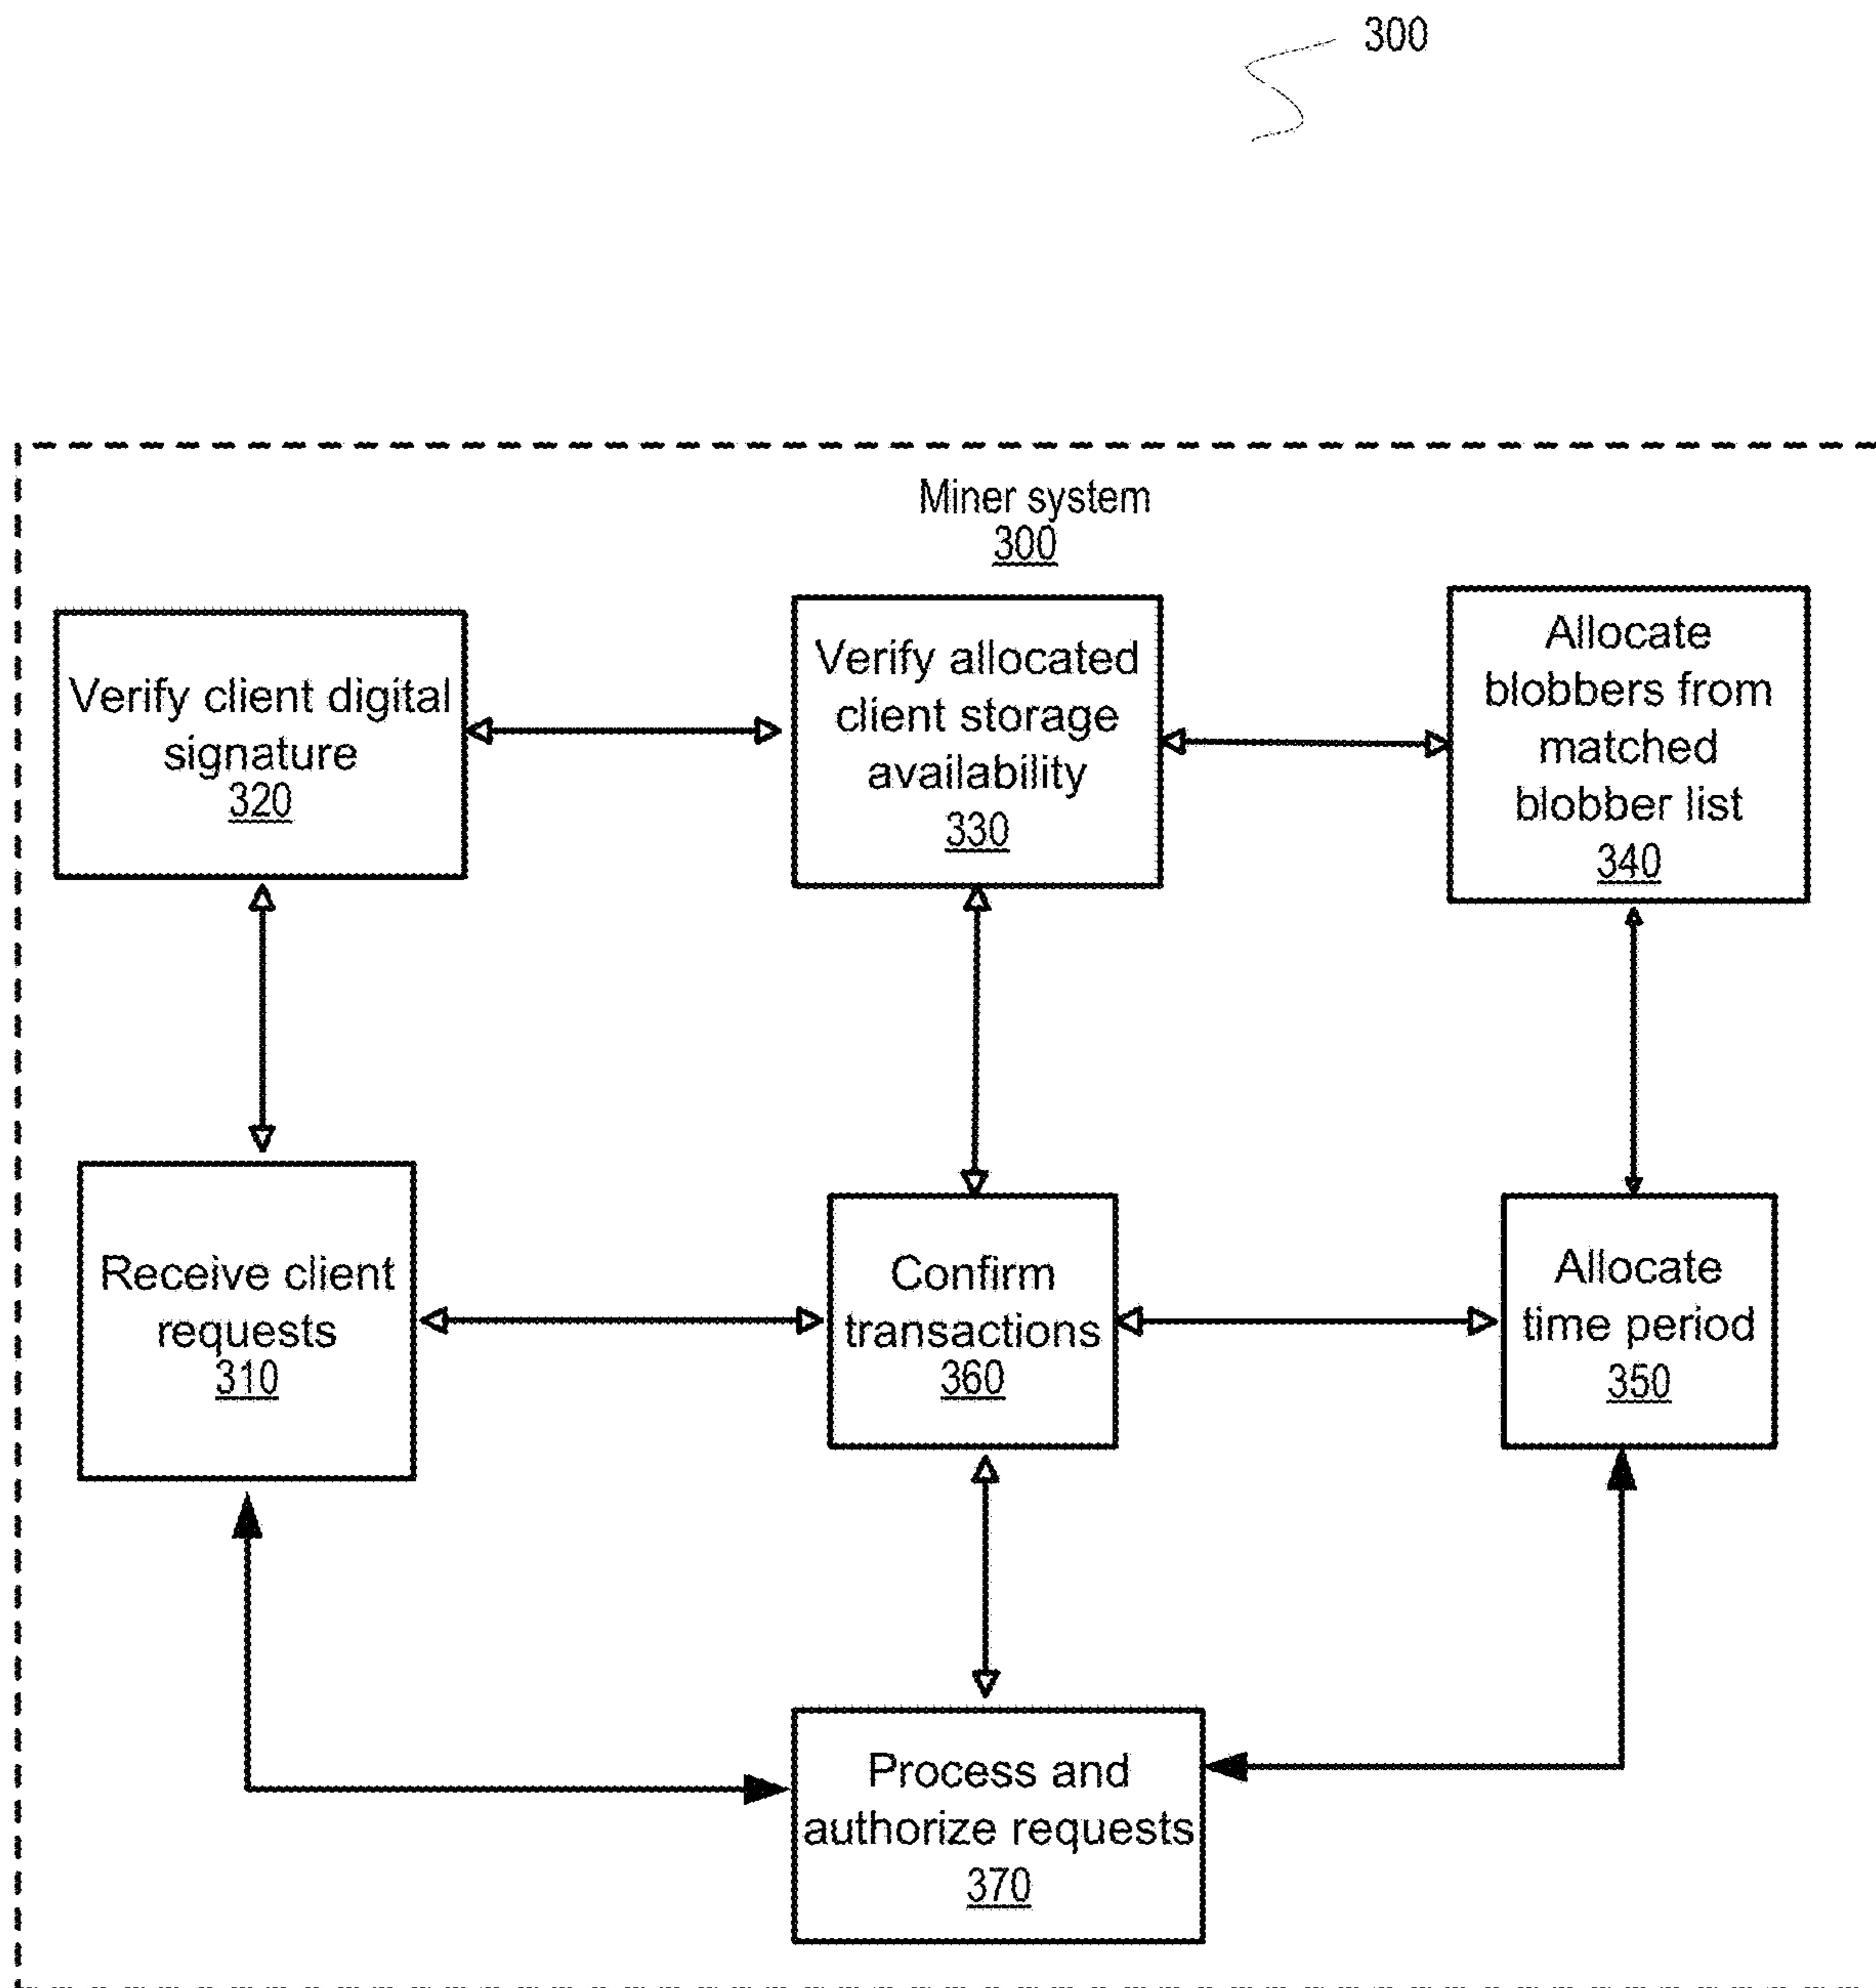 300
Miner system
300
Verify client digital
signature
320
Verify allocated
client storage
availability
330
Allocate
blobbers from
matched
blobber list
340
Receive client
requests
310
Confirm
transactions
360
Allocate
time period
350
Process and
authorize requests
370